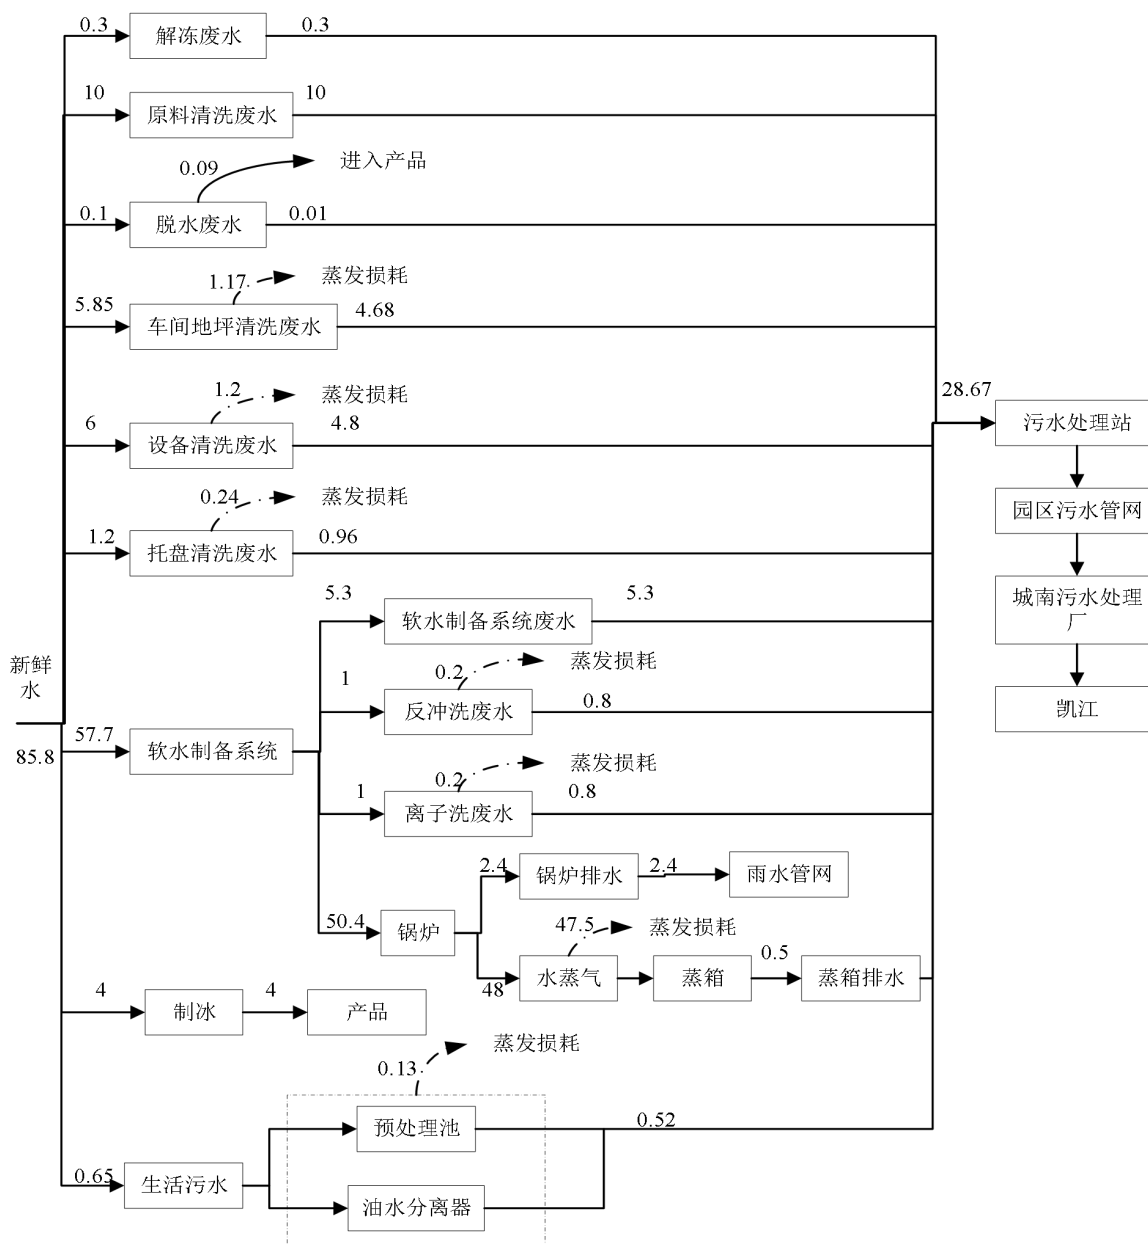 0.3
解冻废水
0.3
10
原料清洗废水
10
0.09
进入产品
0.1
脱水废水
0.01
1.17
蒸发损耗
5.85
车间地坪清洗废水
4.68
1.2
蒸发损耗
6
设备清洗废水
4.8
0.24
蒸发损耗
1.2
托盘清洗废水
0.96
28.67
污水处理站
园区污水管网
城南污水处理
厂
凯江
新鲜
水
85.8
57.7
软水制备系统
5.3
软水制备系统废水
5.3
0.2
蒸发损耗
1
反冲洗废水
0.8
0.2
蒸发损耗
1
离子洗废水
0.8
50.4
锅炉
2.4
锅炉排水
2.4
雨水管网
47.5
蒸发损耗
48
水蒸气
蒸箱
0.5
蒸箱排水
4
制冰
4
产品
0.13
蒸发损耗
0.65
生活污水
预处理池
油水分离器
0.52